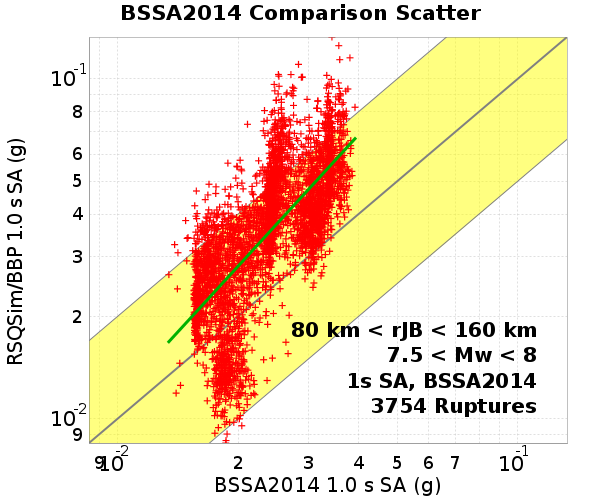 BSSA2014 Comparison Scatter
RSQSim/BBP 1.0 s SA (g)
10^-1
8
6
5
4
3
2
10^-2
9
80 km < rJB < 160 km
7.5 < Mw < 8
1s SA, BSSA2014
3754 Ruptures
9 10^-2 2 3 4 5 6 7 10^-1
BSSA2014 1.0 s SA (g)